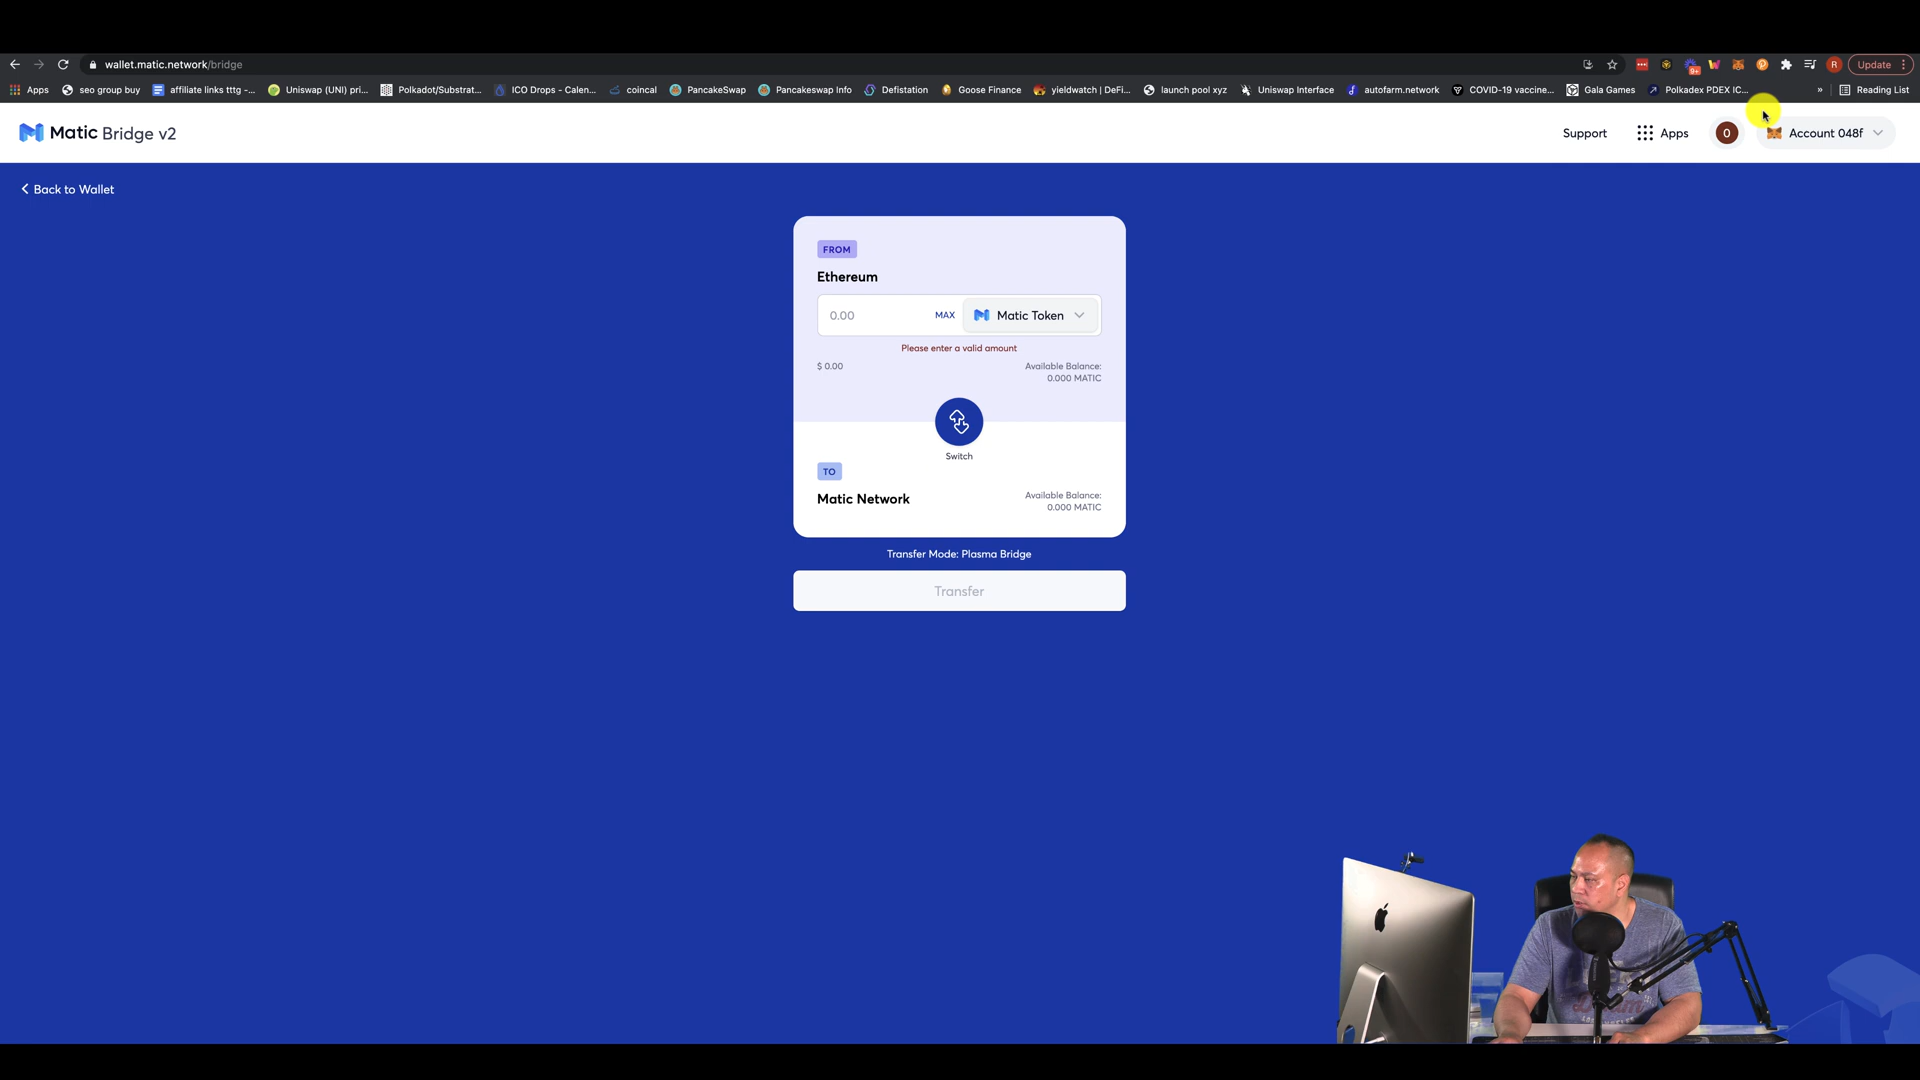 wallet.matic.network/bridge
Update
Apps
seo group buy
affiliate links tttg -...
Uniswap (UNI) pri...
Polkadot/Substrat...
ICO Drops - Calen...
coincal
PancakeSwap
Pancakeswap Info
Defistation
Goose Finance
yieldwatch | DeFi...
launch pool xyz
Uniswap Interface
autofarm.network
COVID-19 vaccine...
Gala Games
Polkadex PDEX IC...
»
Reading List
Matic Bridge v2
Support
Apps
0
Account 048f
Back to Wallet
FROM
Ethereum
0.00 MAX Matic Token
Please enter a valid amount
$ 0.00
Available Balance:
0.000 MATIC
Switch
TO
Matic Network
Available Balance:
0.000 MATIC
Transfer Mode: Plasma Bridge
Transfer